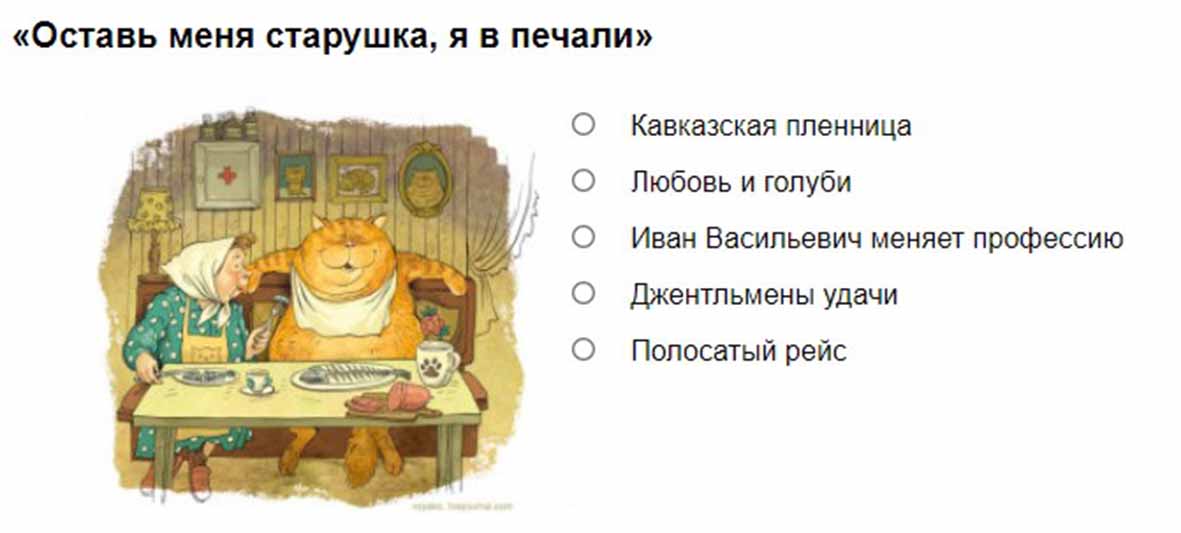 «Оставь меня старушка, я в печали»
Кавказская пленница
Любовь и голуби
Иван Васильевич меняет профессию
Джентльмены удачи
Полосатый рейс